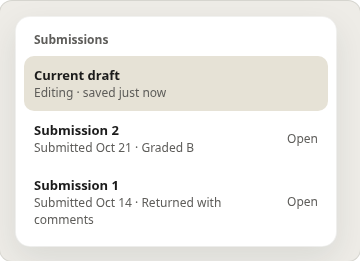 Submissions
Current draft
Editing · saved just now
Submission 2
Submitted Oct 21 · Graded B
Open
Submission 1
Submitted Oct 14 · Returned with
comments
Open